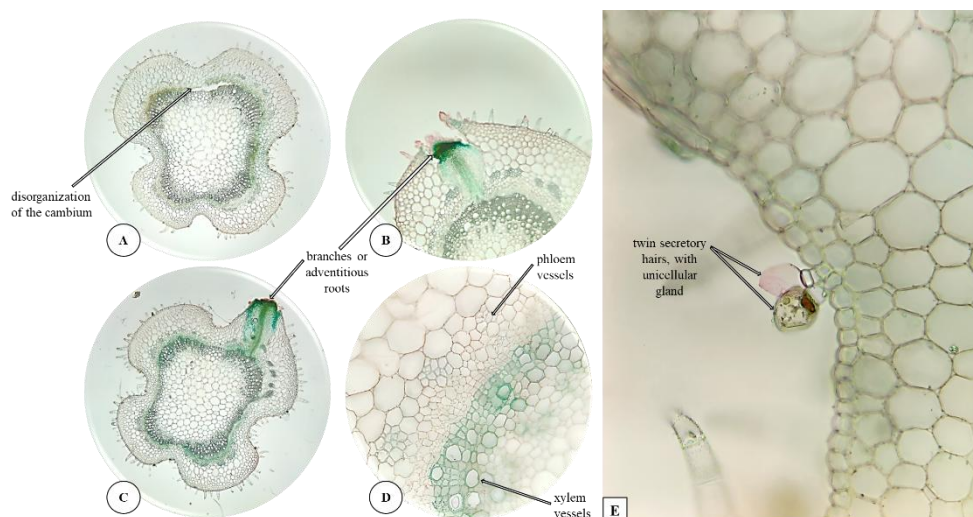 disorganization
of the cambium
A
B
branches or
adventitious
roots
phloem
vessels
twin secretory
hairs, with
unicellular
gland
C
D
xylem
vessels
E